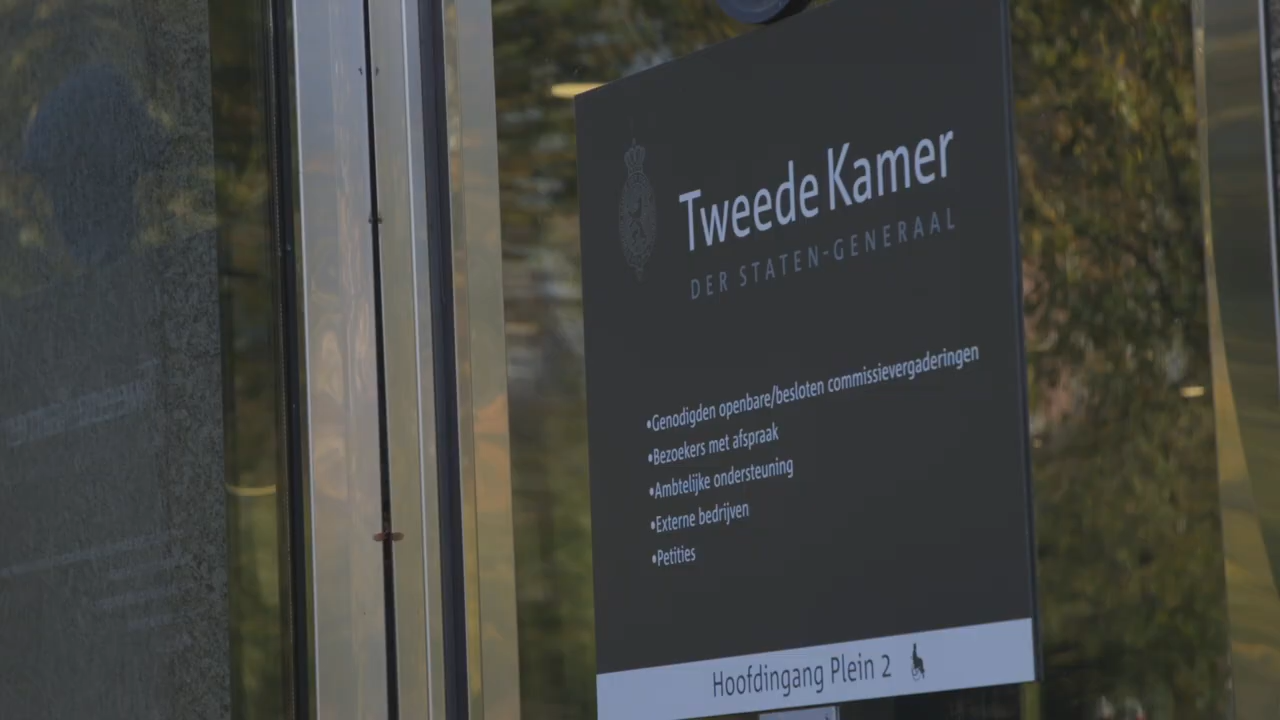 Tweede Kamer
DER STATEN-GENERAAL
•Genodigden openbare/besloten commissievergaderingen
•Bezoekers met afspraak
•Ambtelijke ondersteuning
•Externe bedrijven
•Petities
Hoofdingang Plein 2